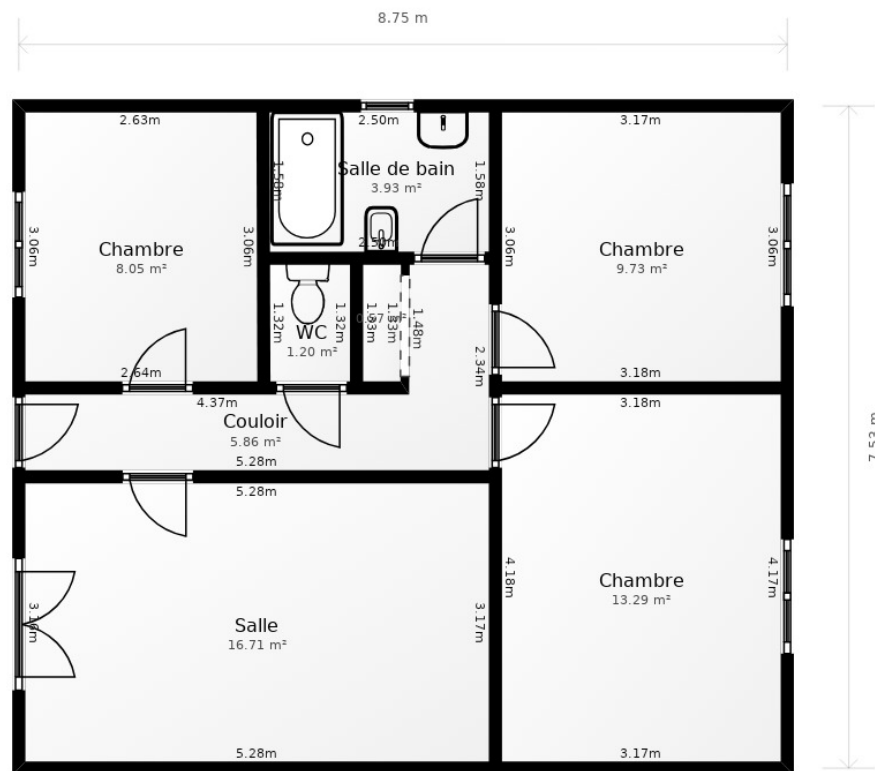 8.75 m
2.63m
2.50m
3.17m
1.58m
Salle de bain
3.93 m²
1.58m
3.06m
Chambre
8.05 m²
3.06m
3.06m
Chambre
9.73 m²
3.06m
1.32m
WC
1.20 m²
1.32m
1.48m
2.34m
2.64m
3.18m
4.37m
Couloir
5.86 m²
5.28m
3.18m
7.53 m
5.28m
Salle
16.71 m²
3.17m
5.28m
4.18m
Chambre
13.29 m²
4.17m
3.17m